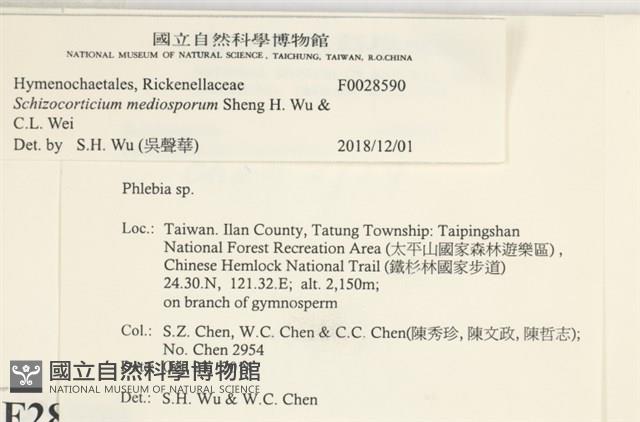 國立自然科學博物館
NATIONAL MUSEUM OF NATURAL SCIENCE, TAICHUNG, TAIWAN, R.O.CHINA
Hymenochaetales, Rickenellaceae F0028590
Schizocorticium mediosporum Sheng H. Wu &
C.L. Wei
Det. by S.H. Wu (吳聲華) 2018/12/01
Phlebia sp.
Loc.: Taiwan. Ilan County, Tatung Township: Taipingshan
National Forest Recreation Area (太平山國家森林遊樂區) ,
Chinese Hemlock National Trail (鐵杉林國家步道)
24.30.N, 121.32.E; alt. 2,150m;
on branch of gymnosperm
Col.: S.Z. Chen, W.C. Chen & C.C. Chen(陳秀珍, 陳文政, 陳哲志);
No. Chen 2954
國立自然科學博物館
NATIONAL MUSEUM OF NATURAL SCIENCE
Det.: S.H. Wu & W.C. Chen
F28